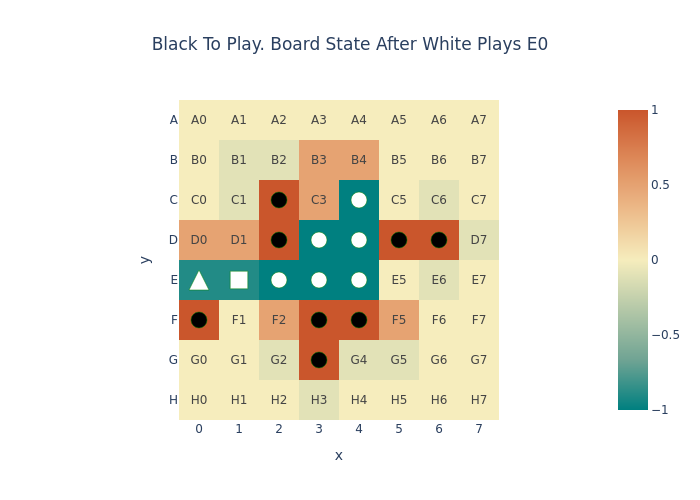 Black To Play. Board State After White Plays E0
A A0 A1 A2 A3 A4 A5 A6 A7
B B0 B1 B2 B3 B4 B5 B6 B7
C C0 C1 C3 C5 C6 C7
D D0 D1 D7
E E5 E6 E7
F F1 F2 F5 F6 F7
G G0 G1 G2 G4 G5 G6 G7
H H0 H1 H2 H3 H4 H5 H6 H7
0 1 2 3 4 5 6 7
x
y
1
0.5
0
−0.5
−1